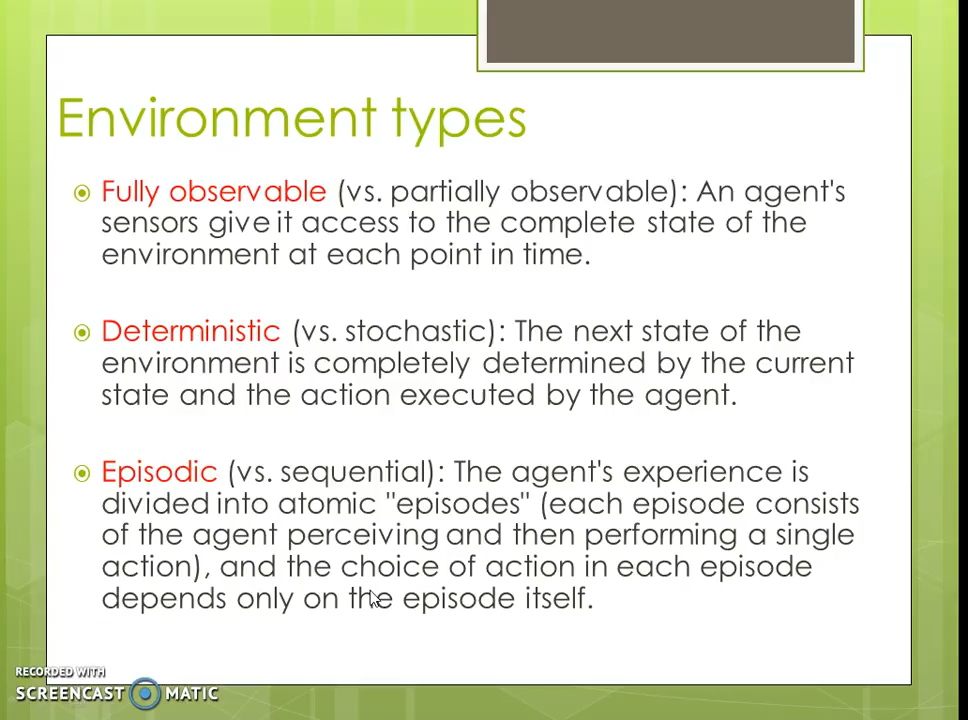 Environment types
Fully observable (vs. partially observable): An agent's
sensors give it access to the complete state of the
environment at each point in time.
Deterministic (vs. stochastic): The next state of the
environment is completely determined by the current
state and the action executed by the agent.
Episodic (vs. sequential): The agent's experience is
divided into atomic "episodes" (each episode consists
of the agent perceiving and then performing a single
action), and the choice of action in each episode
depends only on the episode itself.
RECORDED WITH
SCREENCAST MATIC